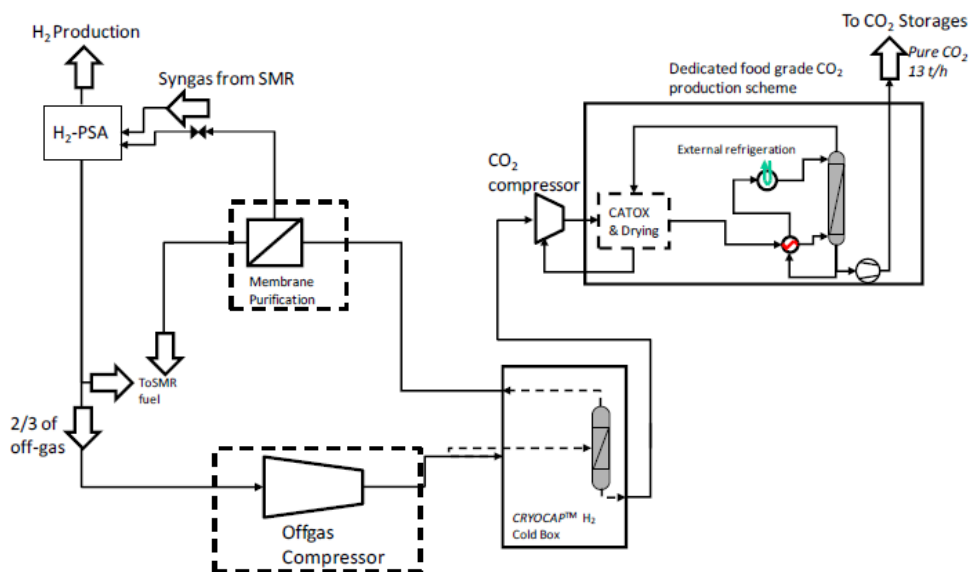 To CO₂ Storages
H₂ Production
Pure CO₂
13 t/h
Syngas from SMR
Dedicated food grade CO₂
production scheme
H₂-PSA
External refrigeration
CO₂
compressor
CATOX
& Drying
Membrane
Purification
ToSMR
fuel
2/3 of
off-gas
Offgas
Compressor
CRYOCAP™ H₂
Cold Box